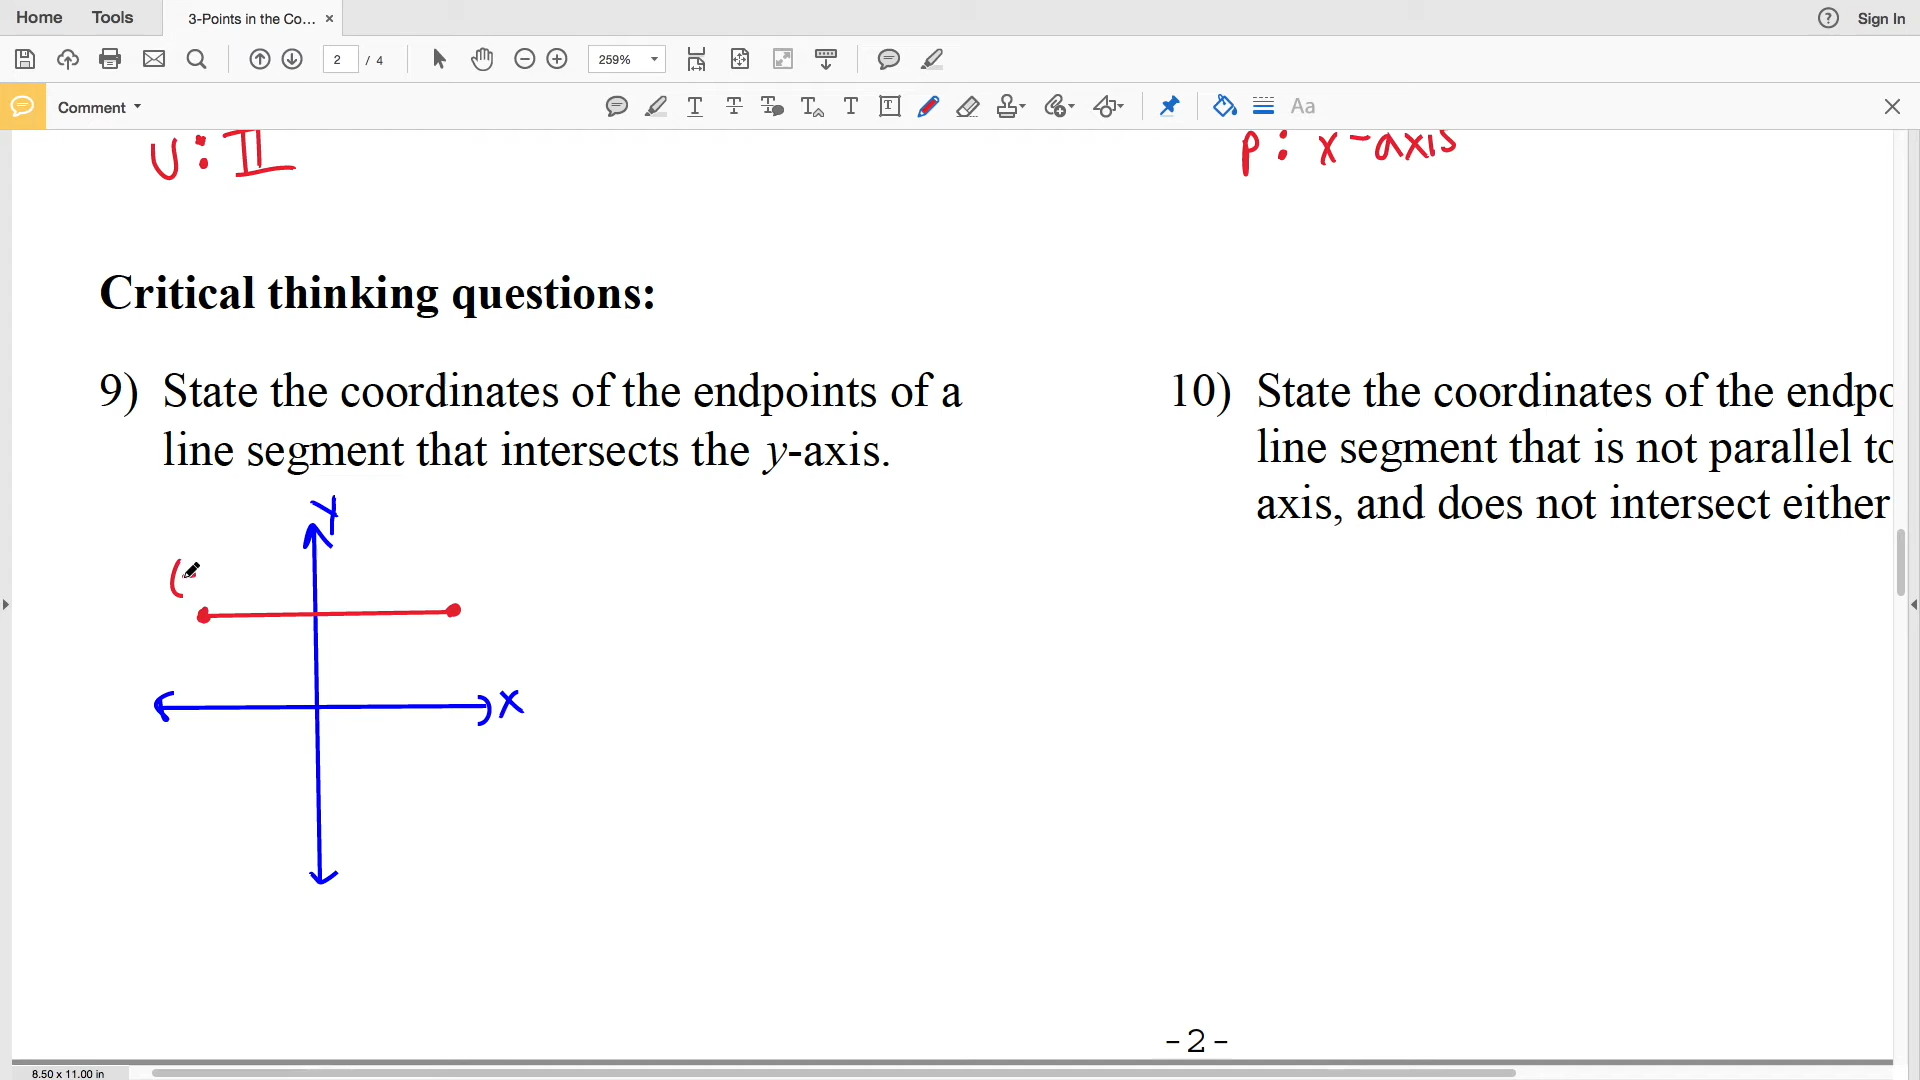 Home Tools 3-Points in the Co... × ? Sign In
2 / 4 259%
Comment T T T T T T Aa
U : II
p : x-axis
Critical thinking questions:
9) State the coordinates of the endpoints of a
line segment that intersects the y-axis.
10) State the coordinates of the endpo
line segment that is not parallel to
axis, and does not intersect either
y
(-
x
-2-
8.50 x 11.00 in